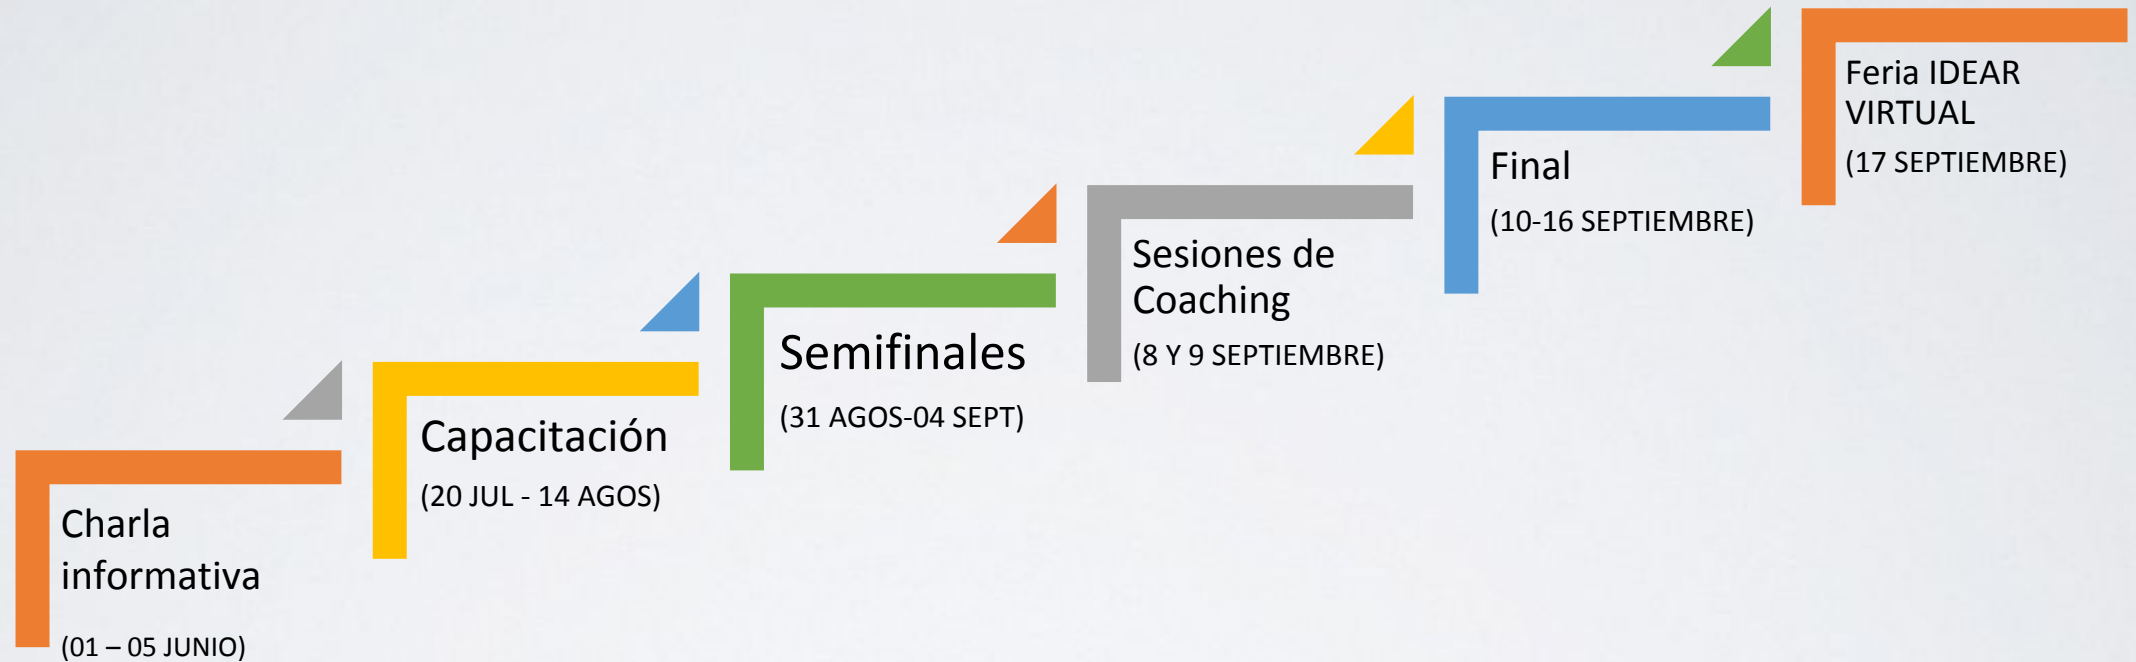 Charla
informativa
(01 – 05 JUNIO)
Capacitación
(20 JUL - 14 AGOS)
Semifinales
(31 AGOS-04 SEPT)
Sesiones de
Coaching
(8 Y 9 SEPTIEMBRE)
Final
(10-16 SEPTIEMBRE)
Feria IDEAR
VIRTUAL
(17 SEPTIEMBRE)